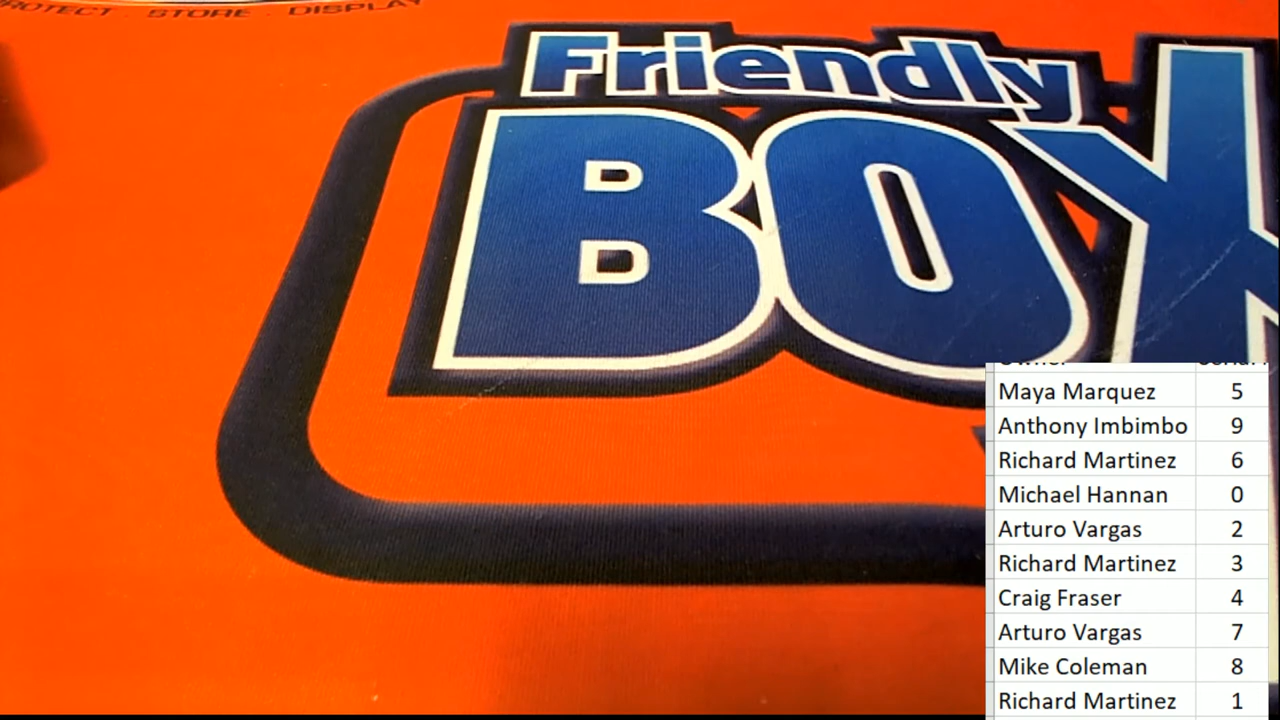 PROTECT . STORE . DISPLAY
Friendly
BOX
Owner
Maya Marquez 5
Anthony Imbimbo 9
Richard Martinez 6
Michael Hannan 0
Arturo Vargas 2
Richard Martinez 3
Craig Fraser 4
Arturo Vargas 7
Mike Coleman 8
Richard Martinez 1